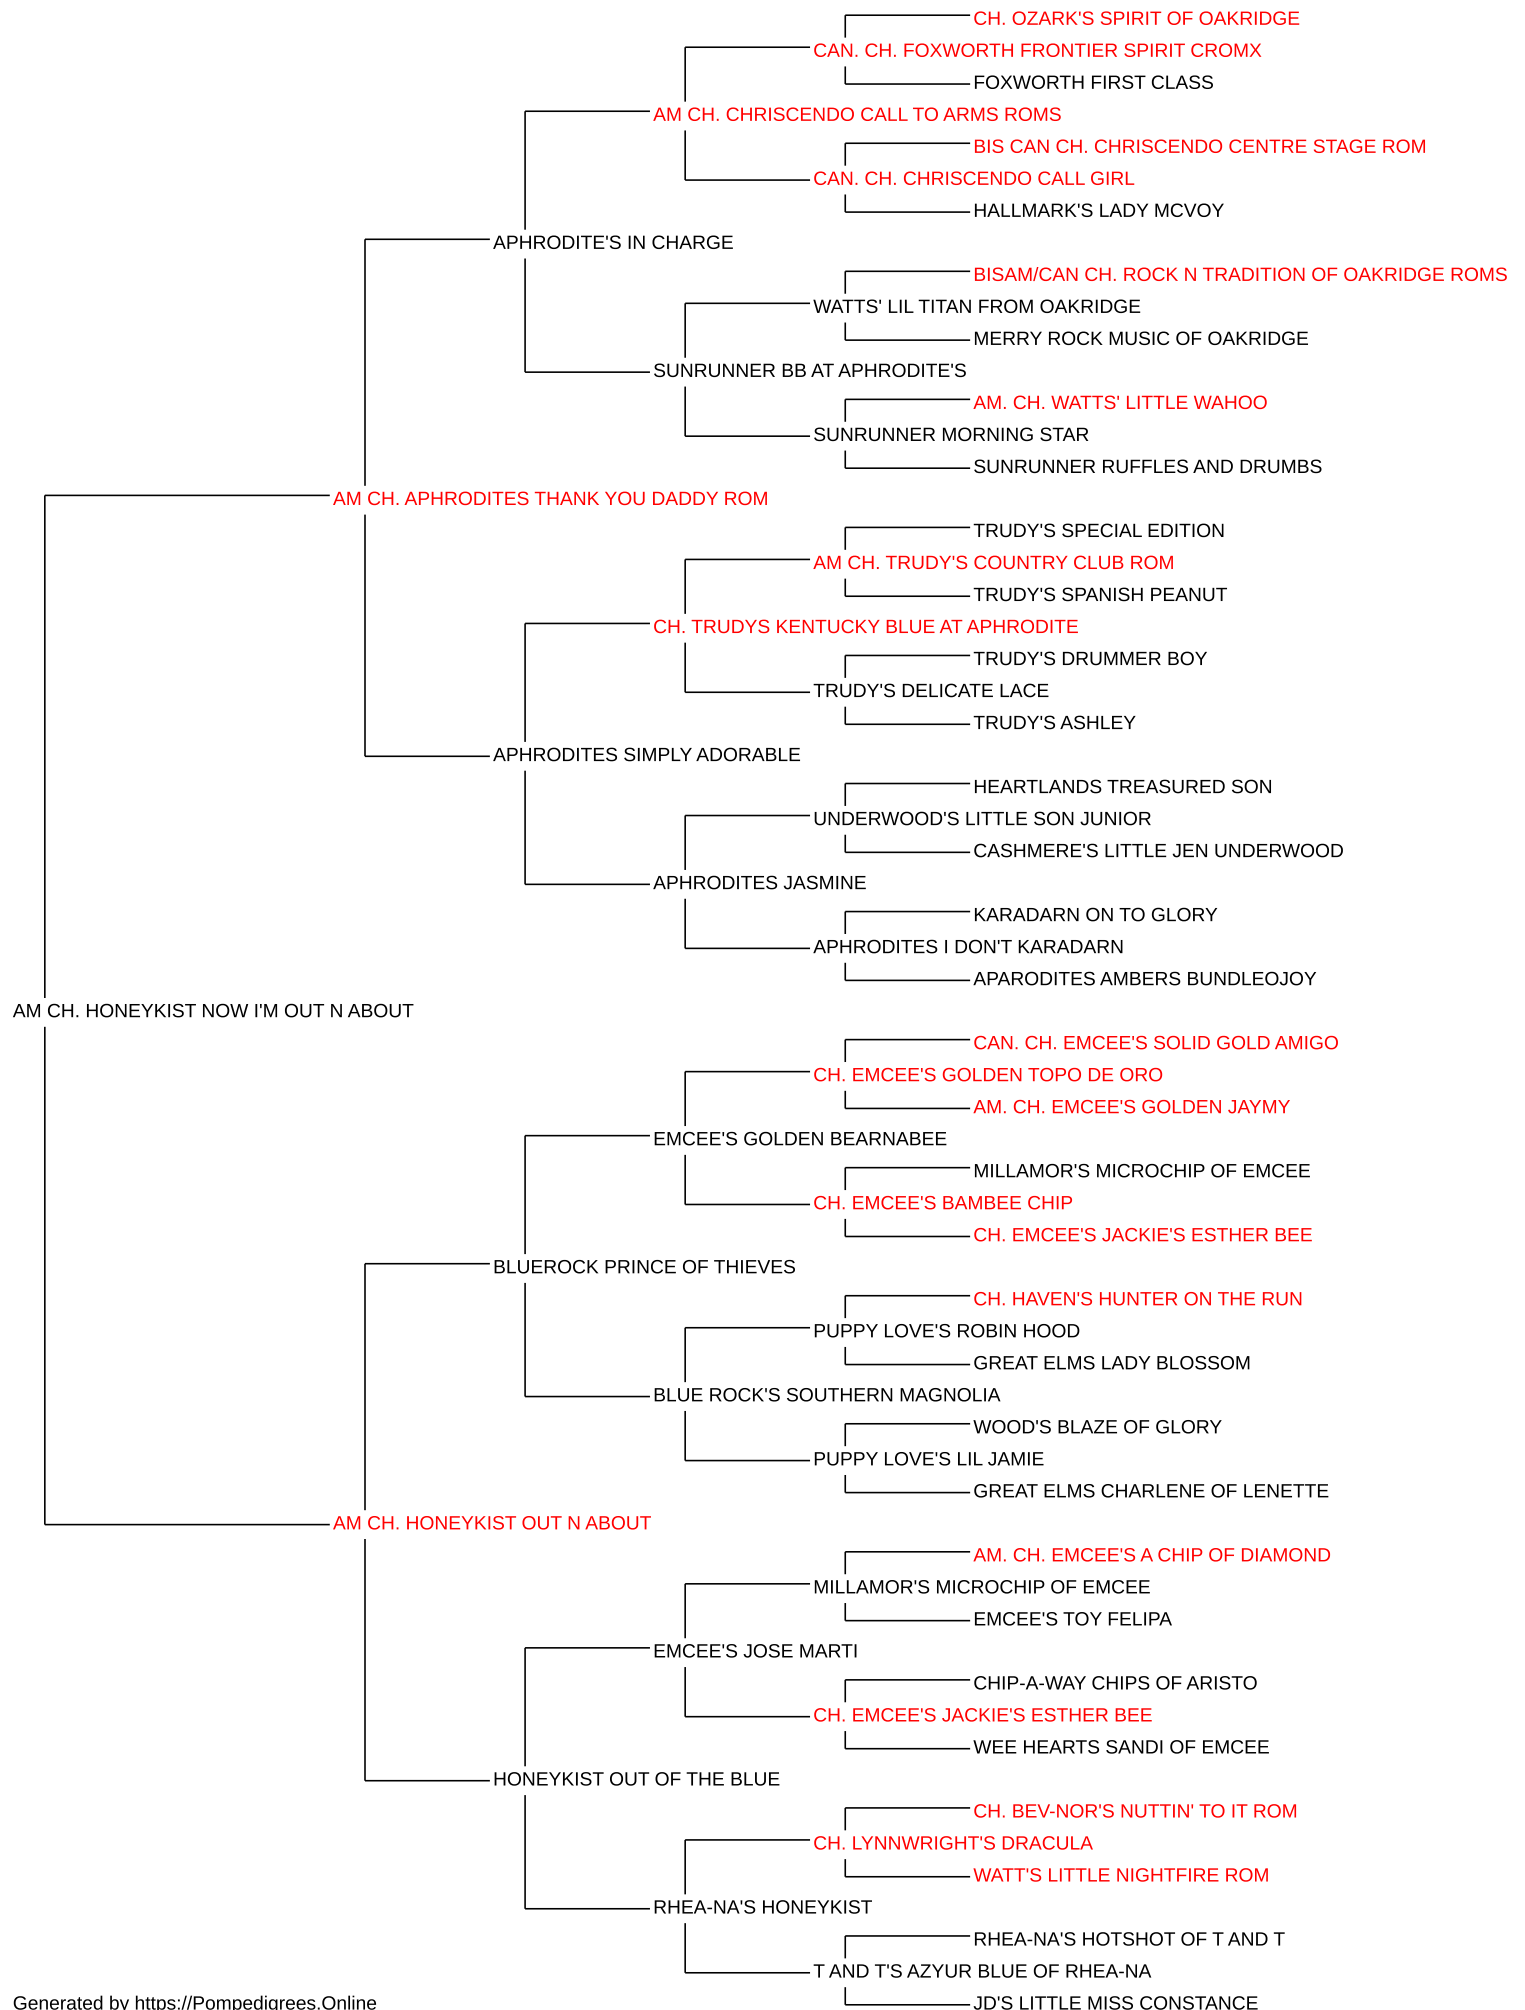 CH. OZARK'S SPIRIT OF OAKRIDGE
CAN. CH. FOXWORTH FRONTIER SPIRIT CROMX
FOXWORTH FIRST CLASS
AM CH. CHRISCENDO CALL TO ARMS ROMS
BIS CAN CH. CHRISCENDO CENTRE STAGE ROM
CAN. CH. CHRISCENDO CALL GIRL
HALLMARK'S LADY MCVOY
APHRODITE'S IN CHARGE
BISAM/CAN CH. ROCK N TRADITION OF OAKRIDGE ROMS
WATTS' LIL TITAN FROM OAKRIDGE
MERRY ROCK MUSIC OF OAKRIDGE
SUNRUNNER BB AT APHRODITE'S
AM. CH. WATTS' LITTLE WAHOO
SUNRUNNER MORNING STAR
SUNRUNNER RUFFLES AND DRUMBS
AM CH. APHRODITES THANK YOU DADDY ROM
TRUDY'S SPECIAL EDITION
AM CH. TRUDY'S COUNTRY CLUB ROM
TRUDY'S SPANISH PEANUT
CH. TRUDYS KENTUCKY BLUE AT APHRODITE
TRUDY'S DRUMMER BOY
TRUDY'S DELICATE LACE
TRUDY'S ASHLEY
APHRODITES SIMPLY ADORABLE
HEARTLANDS TREASURED SON
UNDERWOOD'S LITTLE SON JUNIOR
CASHMERE'S LITTLE JEN UNDERWOOD
APHRODITES JASMINE
KARADARN ON TO GLORY
APHRODITES I DON'T KARADARN
APARODITES AMBERS BUNDLEOJOY
AM CH. HONEYKIST NOW I'M OUT N ABOUT
CAN. CH. EMCEE'S SOLID GOLD AMIGO
CH. EMCEE'S GOLDEN TOPO DE ORO
AM. CH. EMCEE'S GOLDEN JAYMY
EMCEE'S GOLDEN BEARNABEE
MILLAMOR'S MICROCHIP OF EMCEE
CH. EMCEE'S BAMBEE CHIP
CH. EMCEE'S JACKIE'S ESTHER BEE
BLUEROCK PRINCE OF THIEVES
CH. HAVEN'S HUNTER ON THE RUN
PUPPY LOVE'S ROBIN HOOD
GREAT ELMS LADY BLOSSOM
BLUE ROCK'S SOUTHERN MAGNOLIA
WOOD'S BLAZE OF GLORY
PUPPY LOVE'S LIL JAMIE
GREAT ELMS CHARLENE OF LENETTE
AM CH. HONEYKIST OUT N ABOUT
AM. CH. EMCEE'S A CHIP OF DIAMOND
MILLAMOR'S MICROCHIP OF EMCEE
EMCEE'S TOY FELIPA
EMCEE'S JOSE MARTI
CHIP-A-WAY CHIPS OF ARISTO
CH. EMCEE'S JACKIE'S ESTHER BEE
WEE HEARTS SANDI OF EMCEE
HONEYKIST OUT OF THE BLUE
CH. BEV-NOR'S NUTTIN' TO IT ROM
CH. LYNNWRIGHT'S DRACULA
WATT'S LITTLE NIGHTFIRE ROM
RHEA-NA'S HONEYKIST
RHEA-NA'S HOTSHOT OF T AND T
T AND T'S AZYUR BLUE OF RHEA-NA
JD'S LITTLE MISS CONSTANCE
Generated by https://Pompedigrees.Online